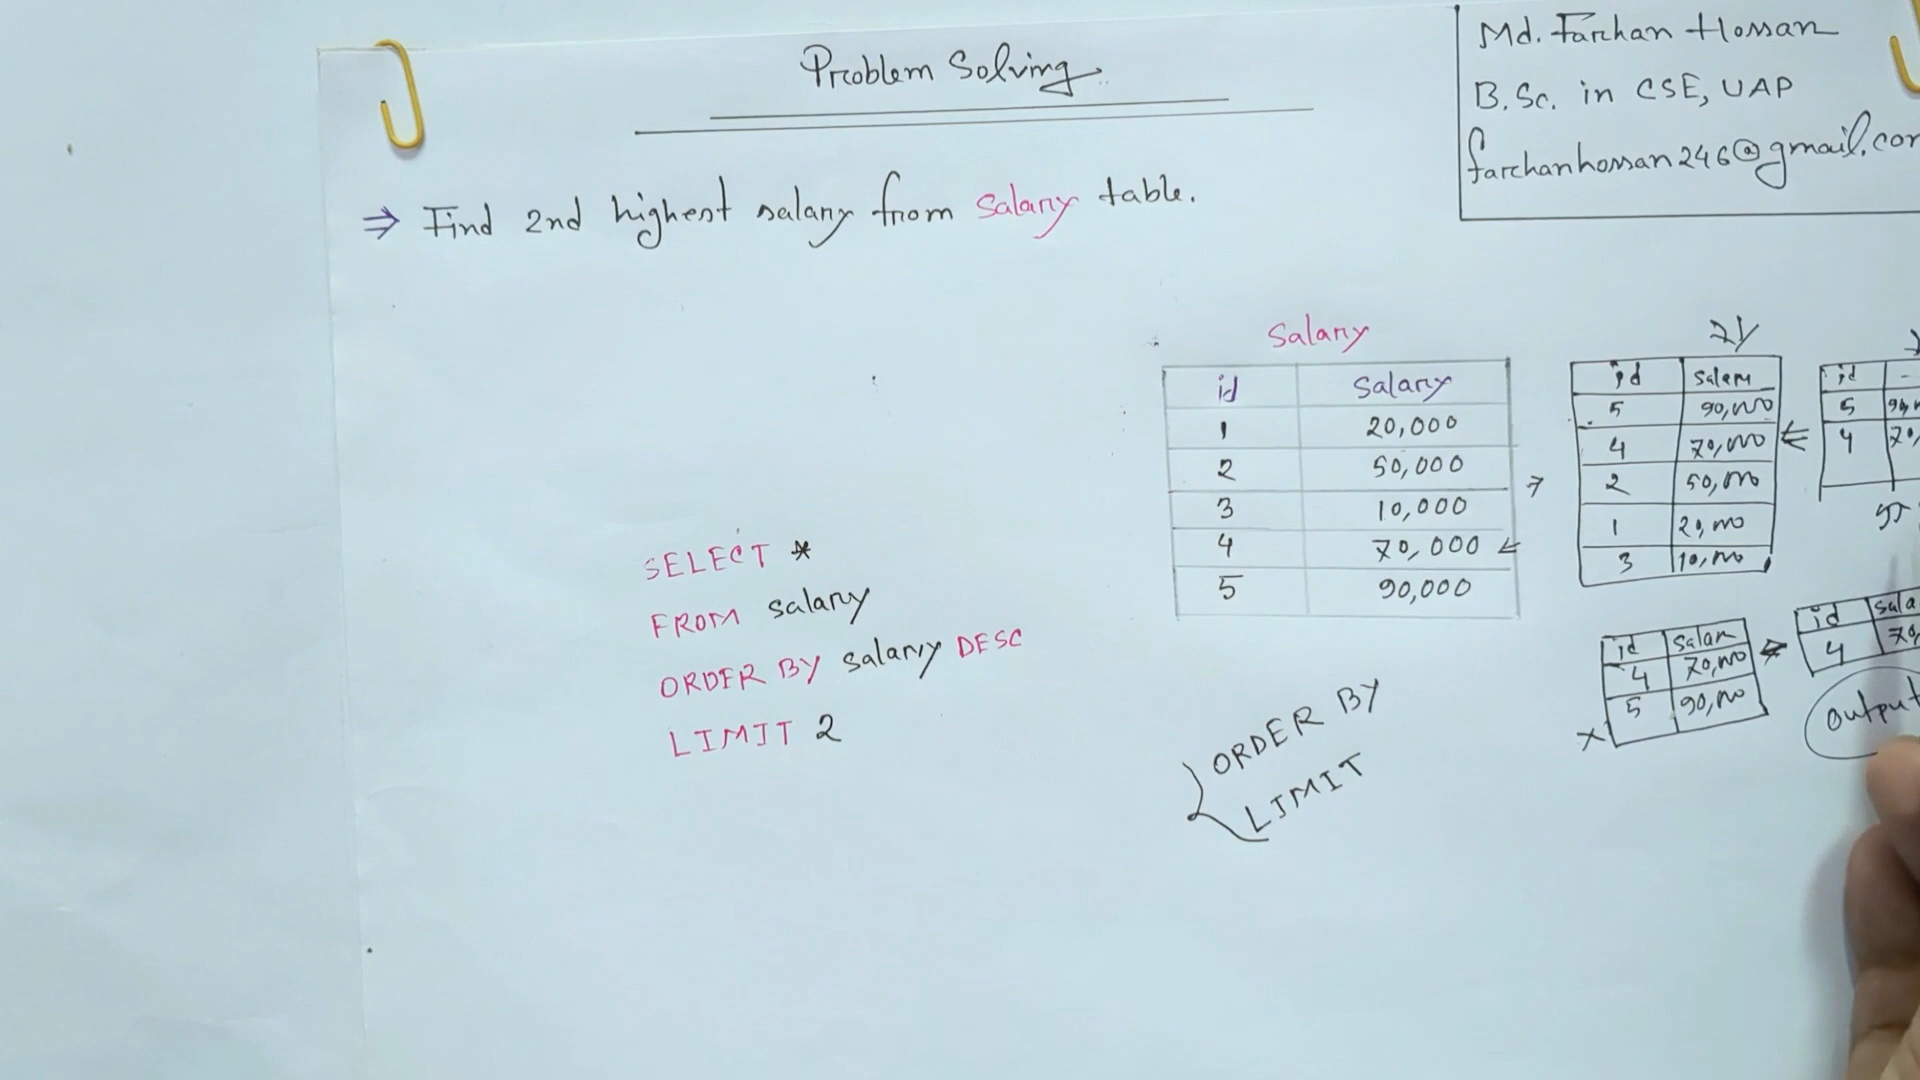 Problem Solving
Md. Farhan Hossan
B.Sc. in CSE, UAP
farhanhossan246@gmail.com
⇒ Find 2nd highest salary from Salary table.
Salary
id Salary
1 20,000
2 50,000
3 10,000
4 70,000
5 90,000
id
5 90,000
4 70,000
2 50,000
1 20,000
3 10,000
id
5
4
SELECT *
FROM salary
ORDER BY salary DESC
LIMIT 2
id
4 70,000
5 90,000
id
4
output
ORDER BY
LIMIT